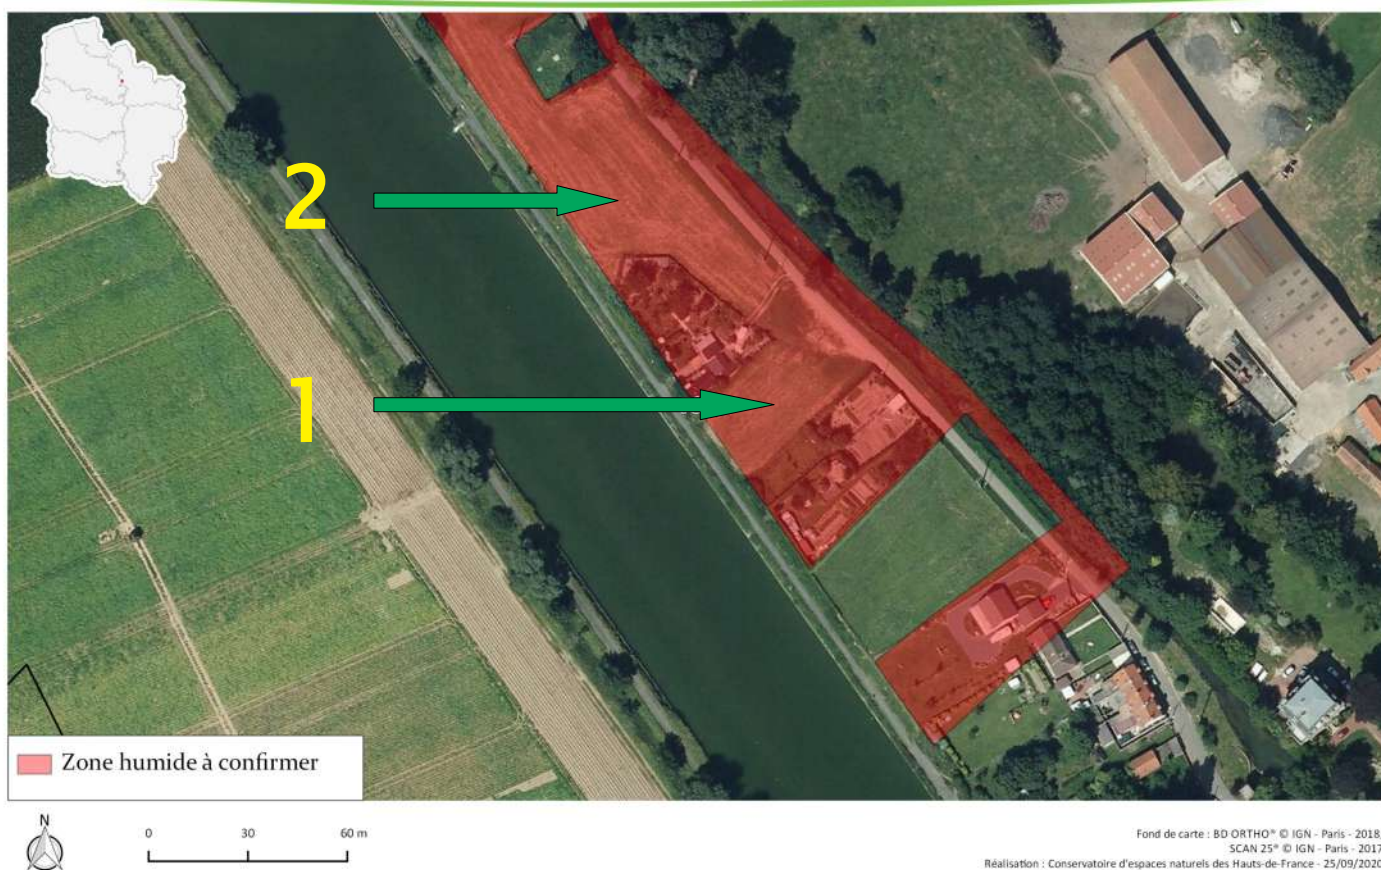 2
1
Zone humide à confirmer
N
0 30 60 m
Fond de carte : BD ORTHO® © IGN - Paris - 2018,
SCAN 25® © IGN - Paris - 2017
Réalisation : Conservatoire d'espaces naturels des Hauts-de-France - 25/09/2020